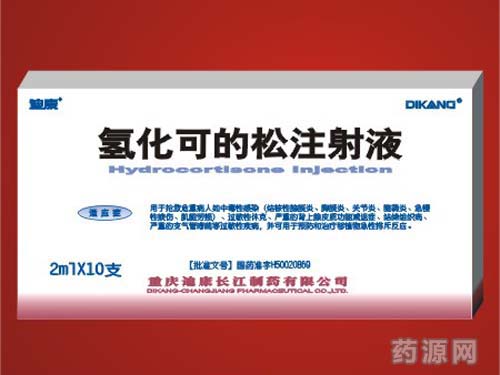 迪康+
DIKANG®
氢化可的松注射液
Hydrocortisone Injection
适应症
用于抢救危重病人如中毒性感染(结核性脑膜炎、胸膜炎、关节炎、腱鞘炎、急慢
性挫伤、肌腱劳损)、过敏性休克、严重的肾上腺皮质功能减退症、结缔组织病、
严重的支气管哮喘等过敏性疾病,并可用于预防和治疗移植物急性排斥反应。
2mlX10支
【批准文号】国药准字H50020869
重庆迪康长江制药有限公司
DIKANG-CHANGJIANG PHARMACEUTICAL CO.,LTD.
药源网